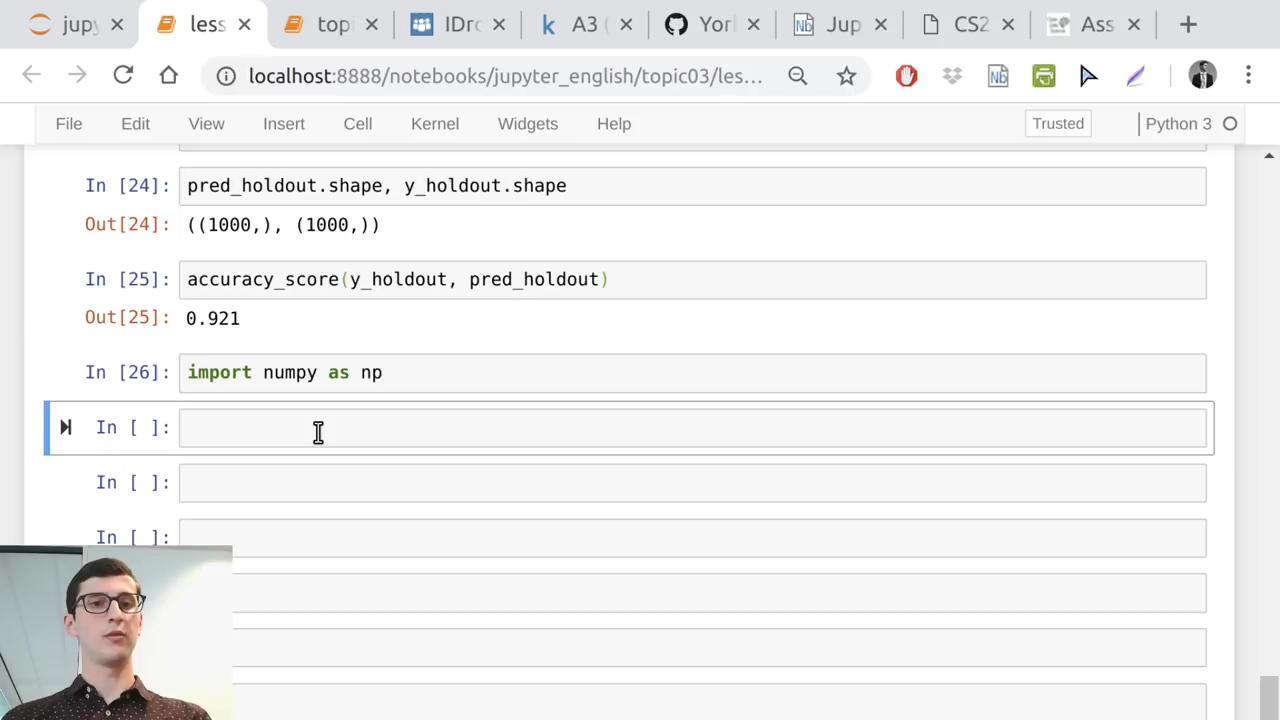 jupy less top IDro A3 ( Yor Jup CS2 Ass
localhost:8888/notebooks/jupyter_english/topic03/les...
File Edit View Insert Cell Kernel Widgets Help Trusted Python 3
In [24]: pred_holdout.shape, y_holdout.shape
Out[24]: ((1000,), (1000,))
In [25]: accuracy_score(y_holdout, pred_holdout)
Out[25]: 0.921
In [26]: import numpy as np
In [ ]:
In [ ]:
In [ ]: